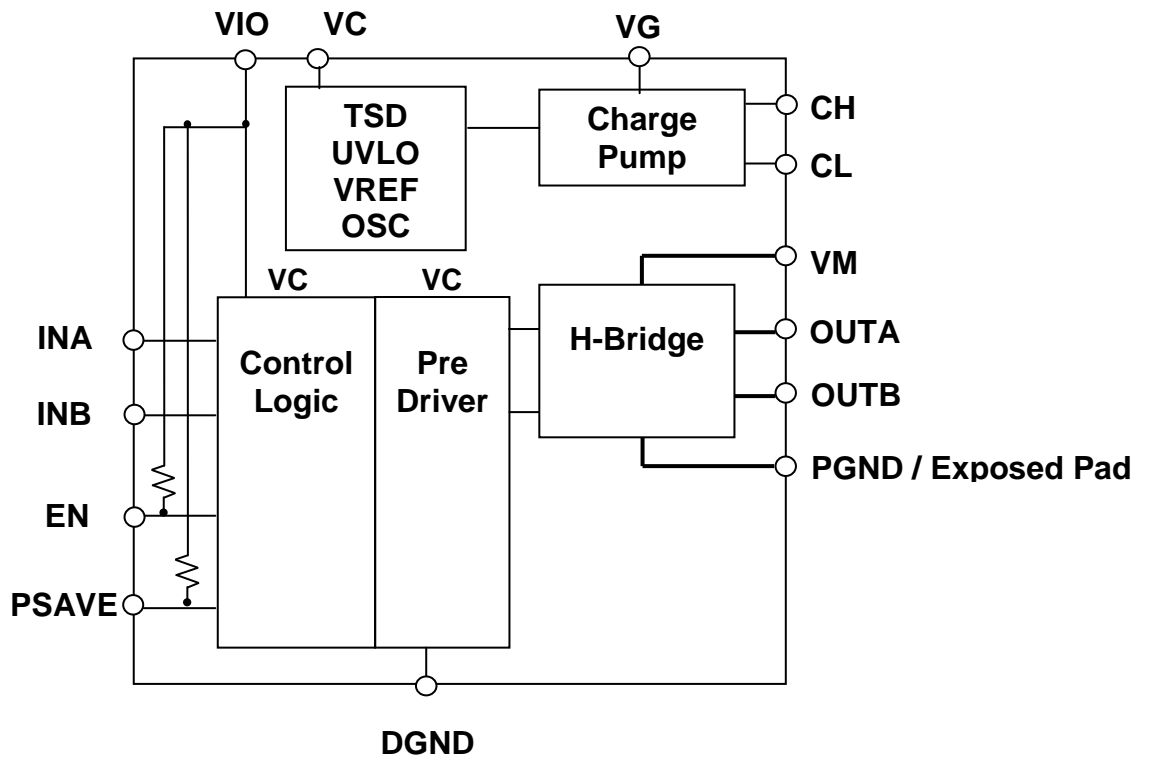 VIO
VC
VG
TSD
UVLO
VREF
OSC
Charge
Pump
CH
CL
VM
VC
VC
INA
Control
Logic
Pre
Driver
H-Bridge
OUTA
INB
OUTB
PGND / Exposed Pad
EN
PSAVE
DGND